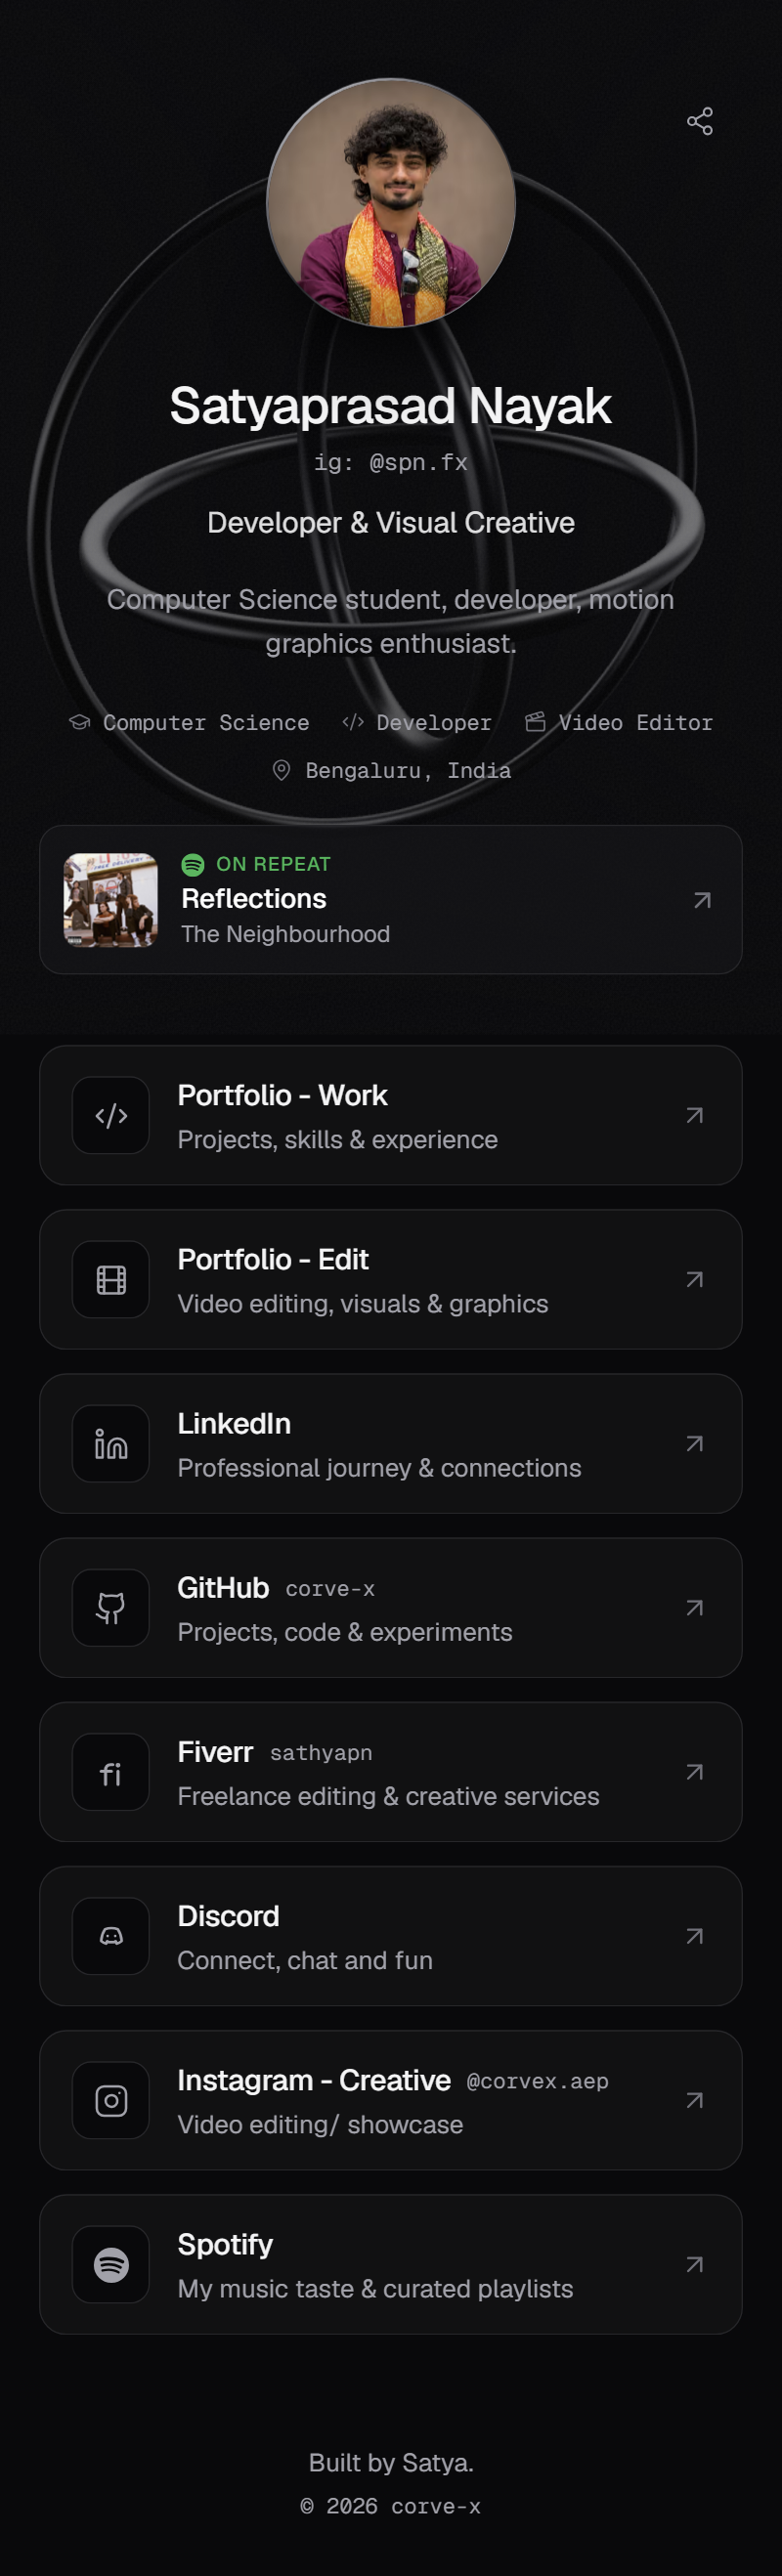 Satyaprasad Nayak
ig: @spn.fx
Developer & Visual Creative
Computer Science student, developer, motion
graphics enthusiast.
Computer Science Developer Video Editor
Bengaluru, India
ON REPEAT
Reflections
The Neighbourhood
Portfolio - Work
Projects, skills & experience
Portfolio - Edit
Video editing, visuals & graphics
LinkedIn
Professional journey & connections
GitHub corve-x
Projects, code & experiments
fi
Fiverr sathyapn
Freelance editing & creative services
Discord
Connect, chat and fun
Instagram - Creative @corvex.aep
Video editing/ showcase
Spotify
My music taste & curated playlists
Built by Satya.
© 2026 corve-x